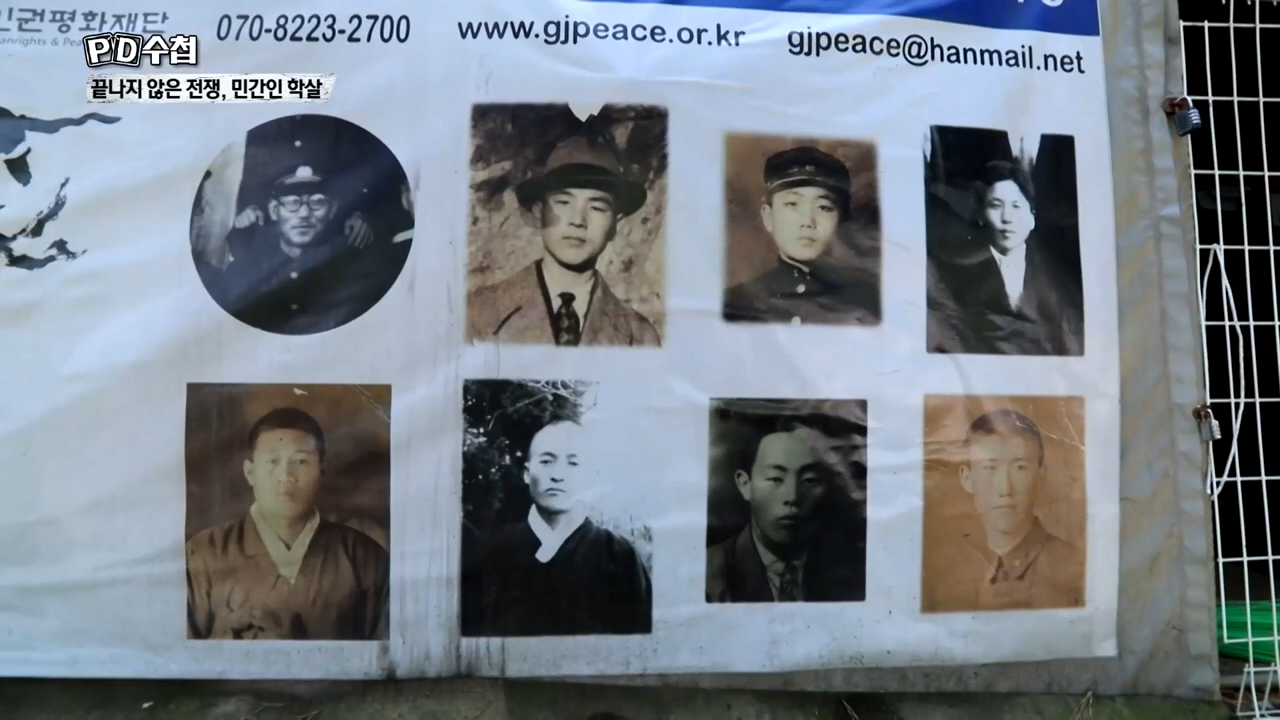 인권평화재단
070-8223-2700
www.gjpeace.or.kr
gjpeace@hanmail.net
PD수첩
끝나지 않은 전쟁, 민간인 학살